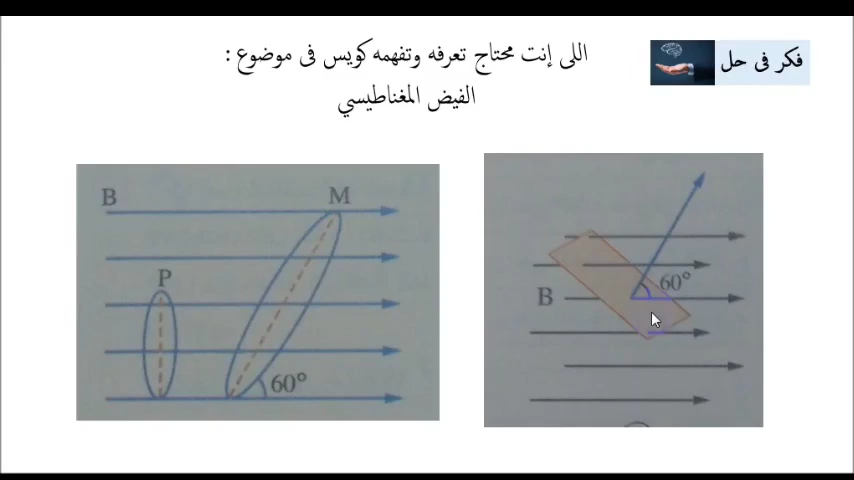 فكر فى حل
اللى إنت محتاج تعرفه وتفهمه كويس فى موضوع :
الفيض المغناطيسي
B
M
P
60°
60°
B